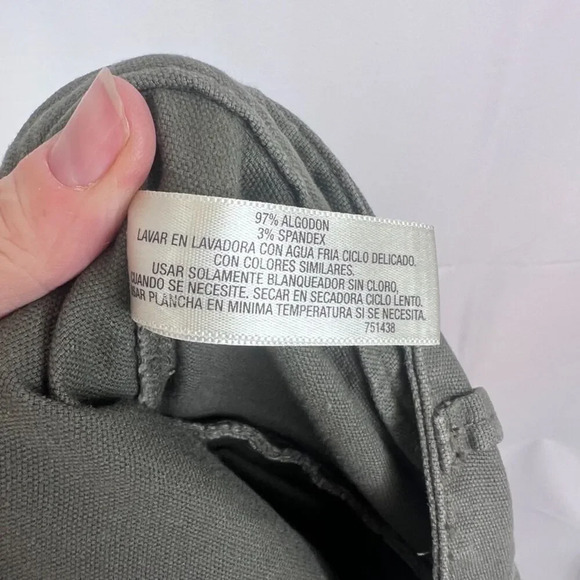 97% ALGODON
3% SPANDEX
LAVAR EN LAVADORA CON AGUA FRIA CICLO DELICADO.
CON COLORES SIMILARES.
USAR SOLAMENTE BLANQUEADOR SIN CLORO,
CUANDO SE NECESITE. SECAR EN SECADORA CICLO LENTO.
PLANCHA EN MINIMA TEMPERATURA SI SE NECESITA.
751438